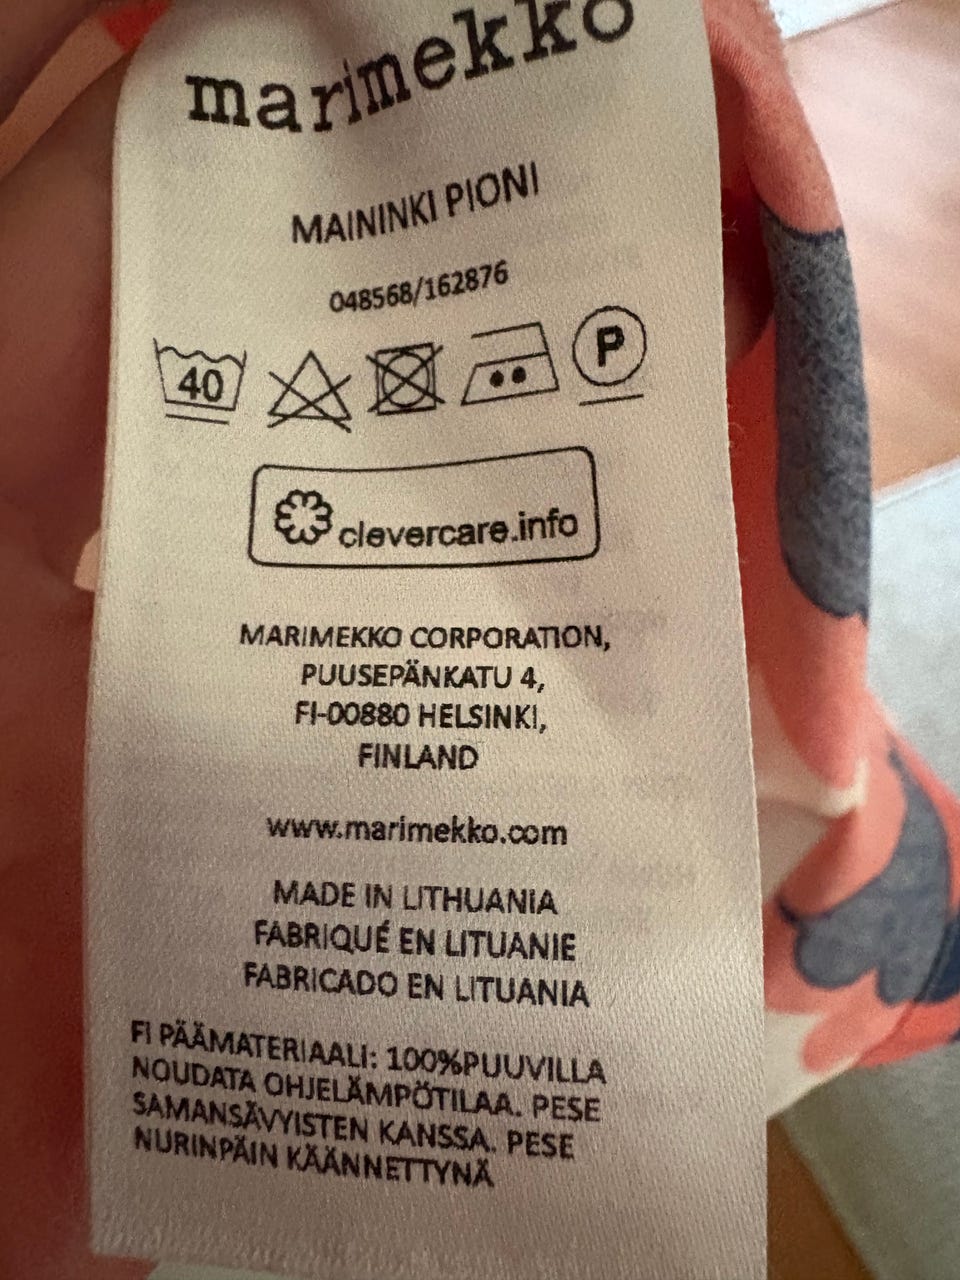 marimekko
MAININKI PIONI
048568/162876
40 P
clevercare.info
MARIMEKKO CORPORATION,
PUUSEPÄNKATU 4,
FI-00880 HELSINKI,
FINLAND
www.marimekko.com
MADE IN LITHUANIA
FABRIQUÉ EN LITUANIE
FABRICADO EN LITUANIA
FI PÄÄMATERIAALI: 100%PUUVILLA
NOUDATA OHJELÄMPÖTILAA. PESE
SAMANSÄVYISTEN KANSSA. PESE
NURINPÄIN KÄÄNNETTYNÄ